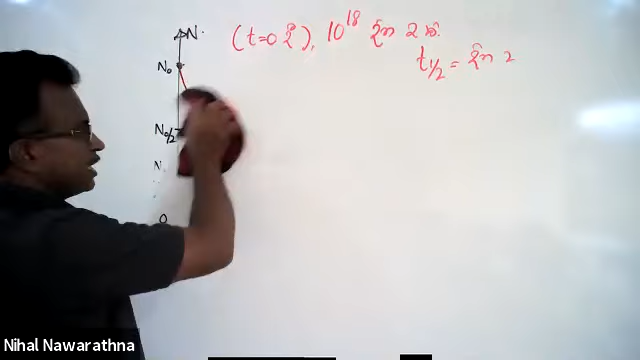 N.
(t=0 දී), 10¹⁸ දින 2 කි.
t1/2 = දින 2
N₀
N₀/2
N.
0
Nihal Nawarathna